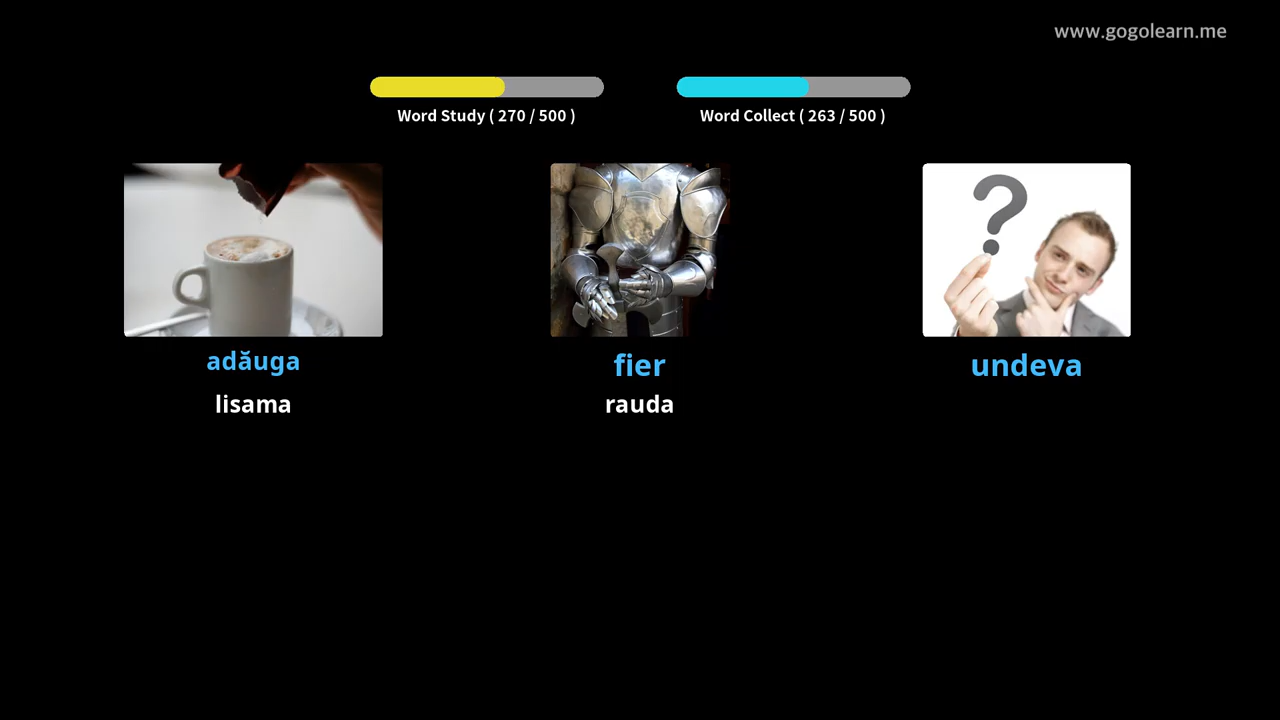 www.gogolearn.me
Word Study ( 270 / 500 )
Word Collect ( 263 / 500 )
adăuga
fier
undeva
lisama
rauda